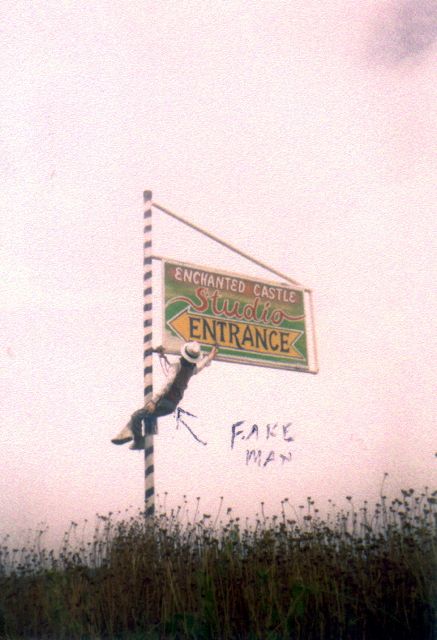 ENCHANTED CASTLE
Studio
ENTRANCE
FAKE
MAN